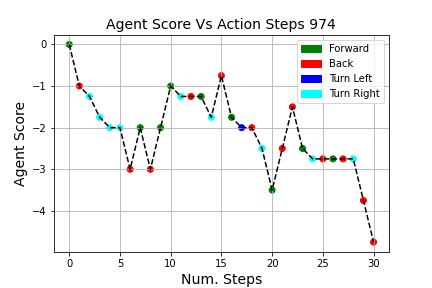 Agent Score Vs Action Steps 974
Forward
Back
Turn Left
Turn Right
Agent Score
0
−1
−2
−3
−4
0 5 10 15 20 25 30
Num. Steps